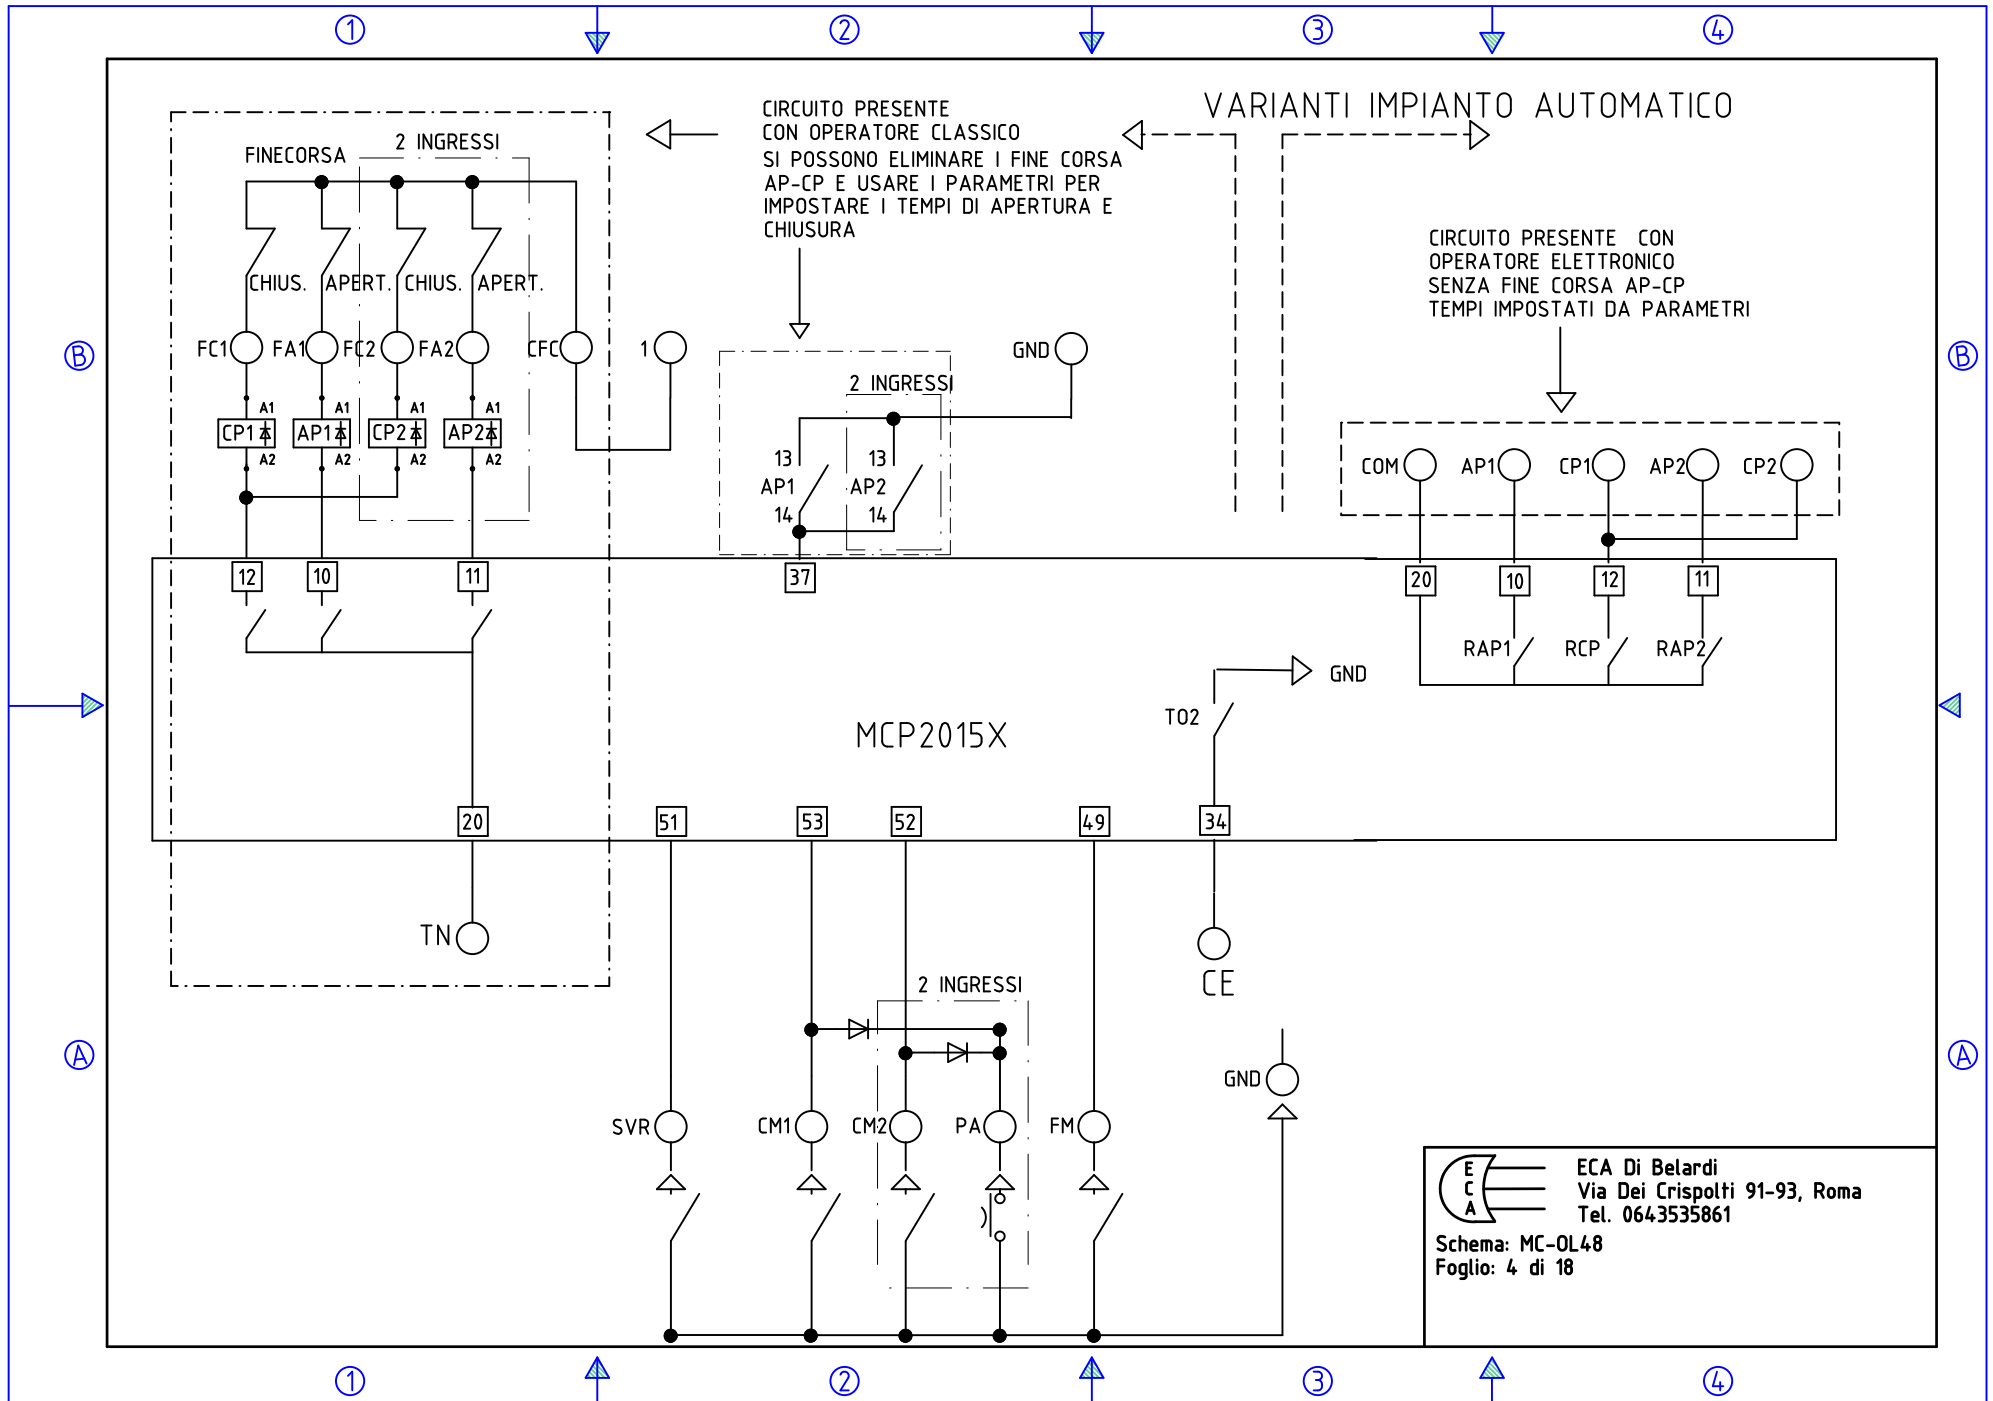 1 2 3 4
VARIANTI IMPIANTO AUTOMATICO
CIRCUITO PRESENTE
CON OPERATORE CLASSICO
SI POSSONO ELIMINARE I FINE CORSA
AP-CP E USARE I PARAMETRI PER
IMPOSTARE I TEMPI DI APERTURA E
CHIUSURA
2 INGRESSI
FINECORSA
CHIUS. APERT. CHIUS. APERT.
CIRCUITO PRESENTE CON
OPERATORE ELETTRONICO
SENZA FINE CORSA AP-CP
TEMPI IMPOSTATI DA PARAMETRI
B B
FC1 FA1 FC2 FA2 CFC 1 GND
2 INGRESSI
A1 A1 A1 A1
CP1 AP1 CP2 AP2
A2 A2 A2 A2
13 13
AP1 AP2
14 14
COM AP1 CP1 AP2 CP2
12 10 11 37 20 10 12 11
RAP1 RCP RAP2
GND
TO2
MCP2015X
20 51 53 52 49 34
TN
CE
2 INGRESSI
A A
GND
SVR CM1 CM2 PA FM
E
C
A
ECA Di Belardi
Via Dei Crispolti 91-93, Roma
Tel. 0643535861
Schema: MC-OL48
Foglio: 4 di 18
1 2 3 4